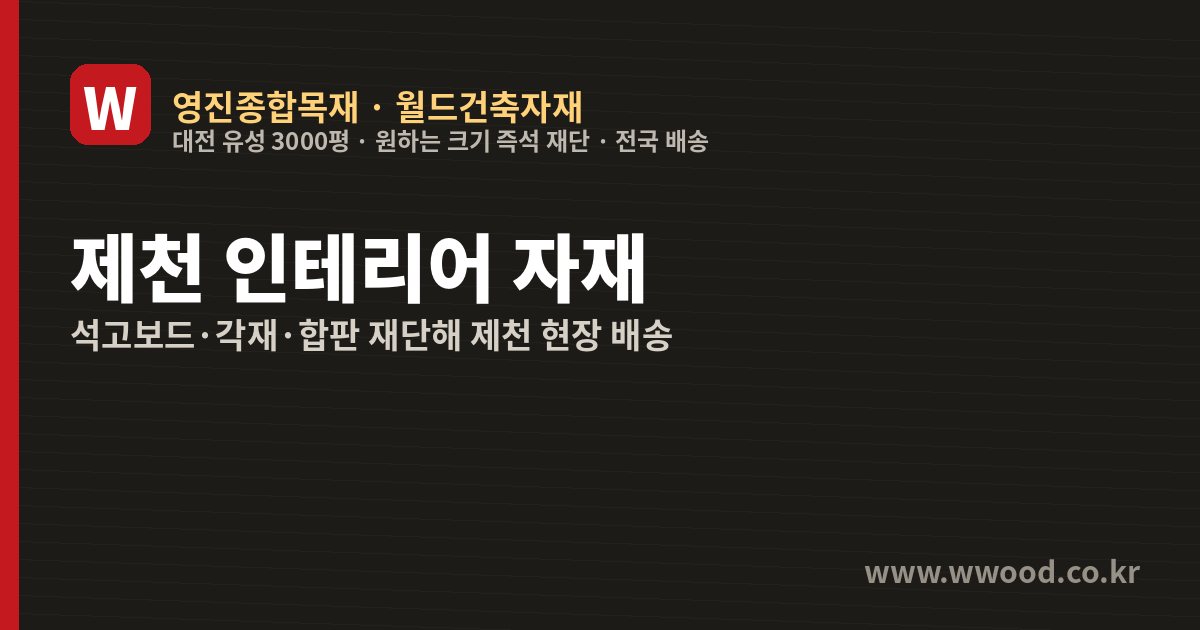 W
영진종합목재 · 월드건축자재
대전 유성 3000평 · 원하는 크기 즉석 재단 · 전국 배송
제천 인테리어 자재
석고보드·각재·합판 재단해 제천 현장 배송
www.wwood.co.kr